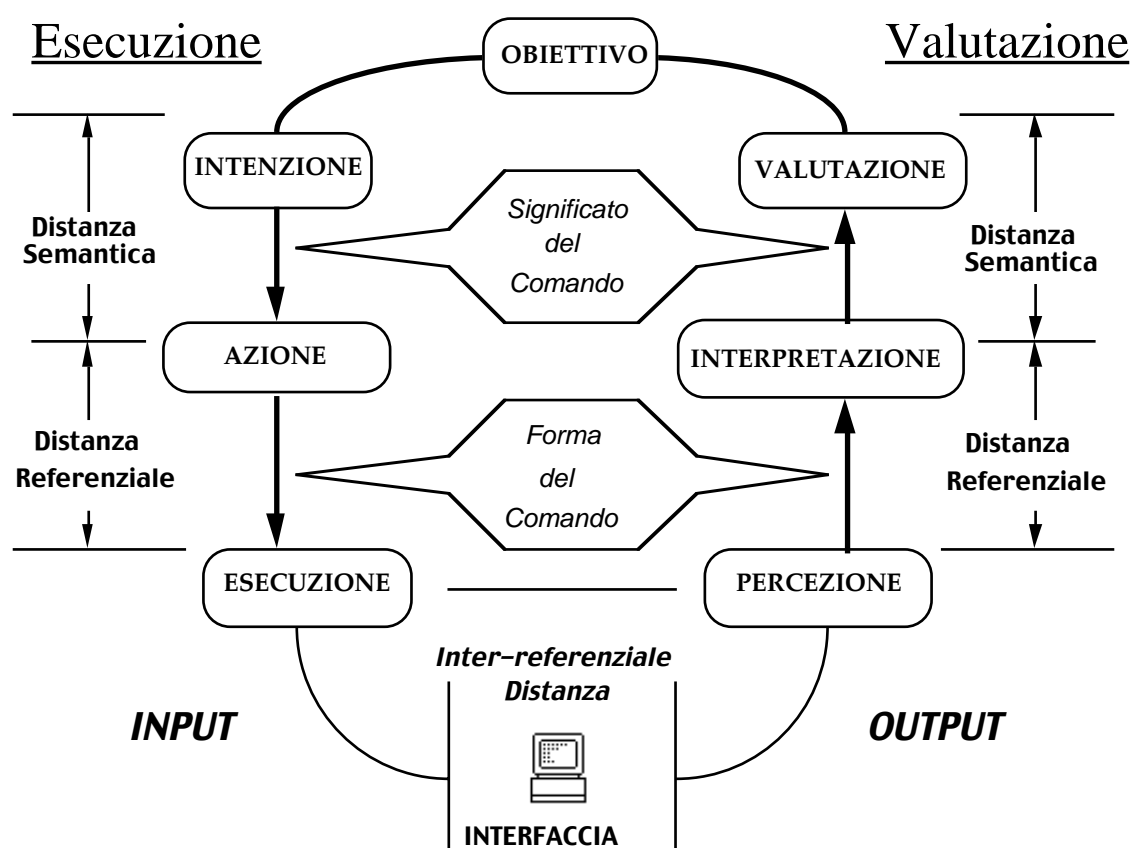 Esecuzione
OBIETTIVO
Valutazione
INTENZIONE
VALUTAZIONE
Significato
del
Comando
Distanza
Semantica
Distanza
Semantica
AZIONE
INTERPRETAZIONE
Forma
del
Comando
Distanza
Referenziale
Distanza
Referenziale
ESECUZIONE
PERCEZIONE
Inter-referenziale
Distanza
INPUT
OUTPUT
INTERFACCIA